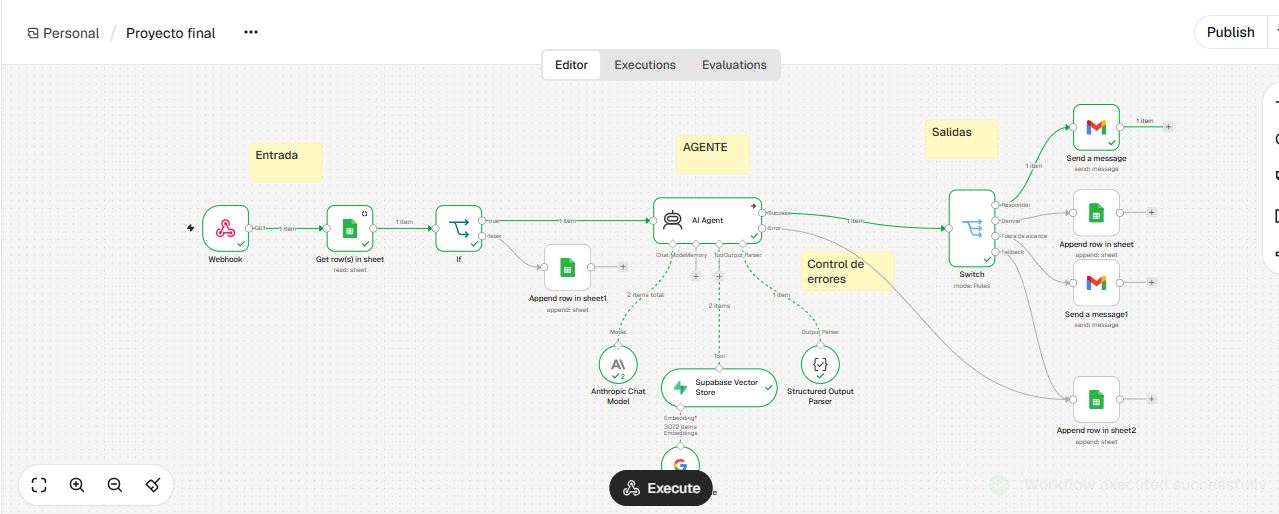 Personal / Proyecto final ...
Publish
Editor Executions Evaluations
Entrada
AGENTE
Salidas
Control de
errores
GET
1 item
1 item
true
false
1 item
Webhook
Get row(s) in sheet
read: sheet
If
Append row in sheet1
append: sheet
AI Agent
Success
Error
Chat Model
Memory
Tool
Output Parser
1 item
2 items total
2 items
1 item
Model
Tool
Output Parser
Anthropic Chat
Model
2
Supabase Vector
Store
Structured Output
Parser
Embedding*
3072 items
Embeddings
Switch
mode: Rules
Responder
Derivar
Fuera de alcance
Fallback
1 item
1 item
Send a message
send: message
Append row in sheet
append: sheet
Send a message1
send: message
Append row in sheet2
append: sheet
Execute
Workflow executed successfully